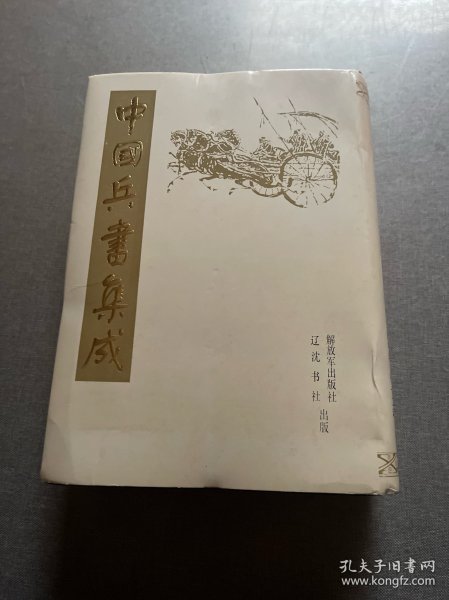 中國兵書集成
解放军出版社
辽沈书社
出版
孔夫子旧书网
www.kongfz.com